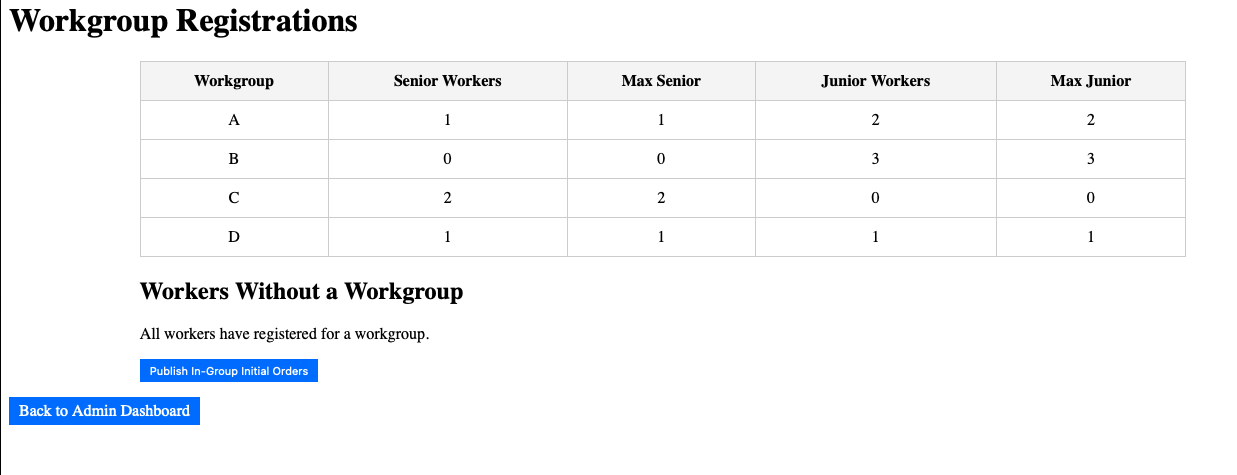 Workgroup Registrations
Workgroup Senior Workers Max Senior Junior Workers Max Junior
A 1 1 2 2
B 0 0 3 3
C 2 2 0 0
D 1 1 1 1
Workers Without a Workgroup
All workers have registered for a workgroup.
Publish In-Group Initial Orders
Back to Admin Dashboard